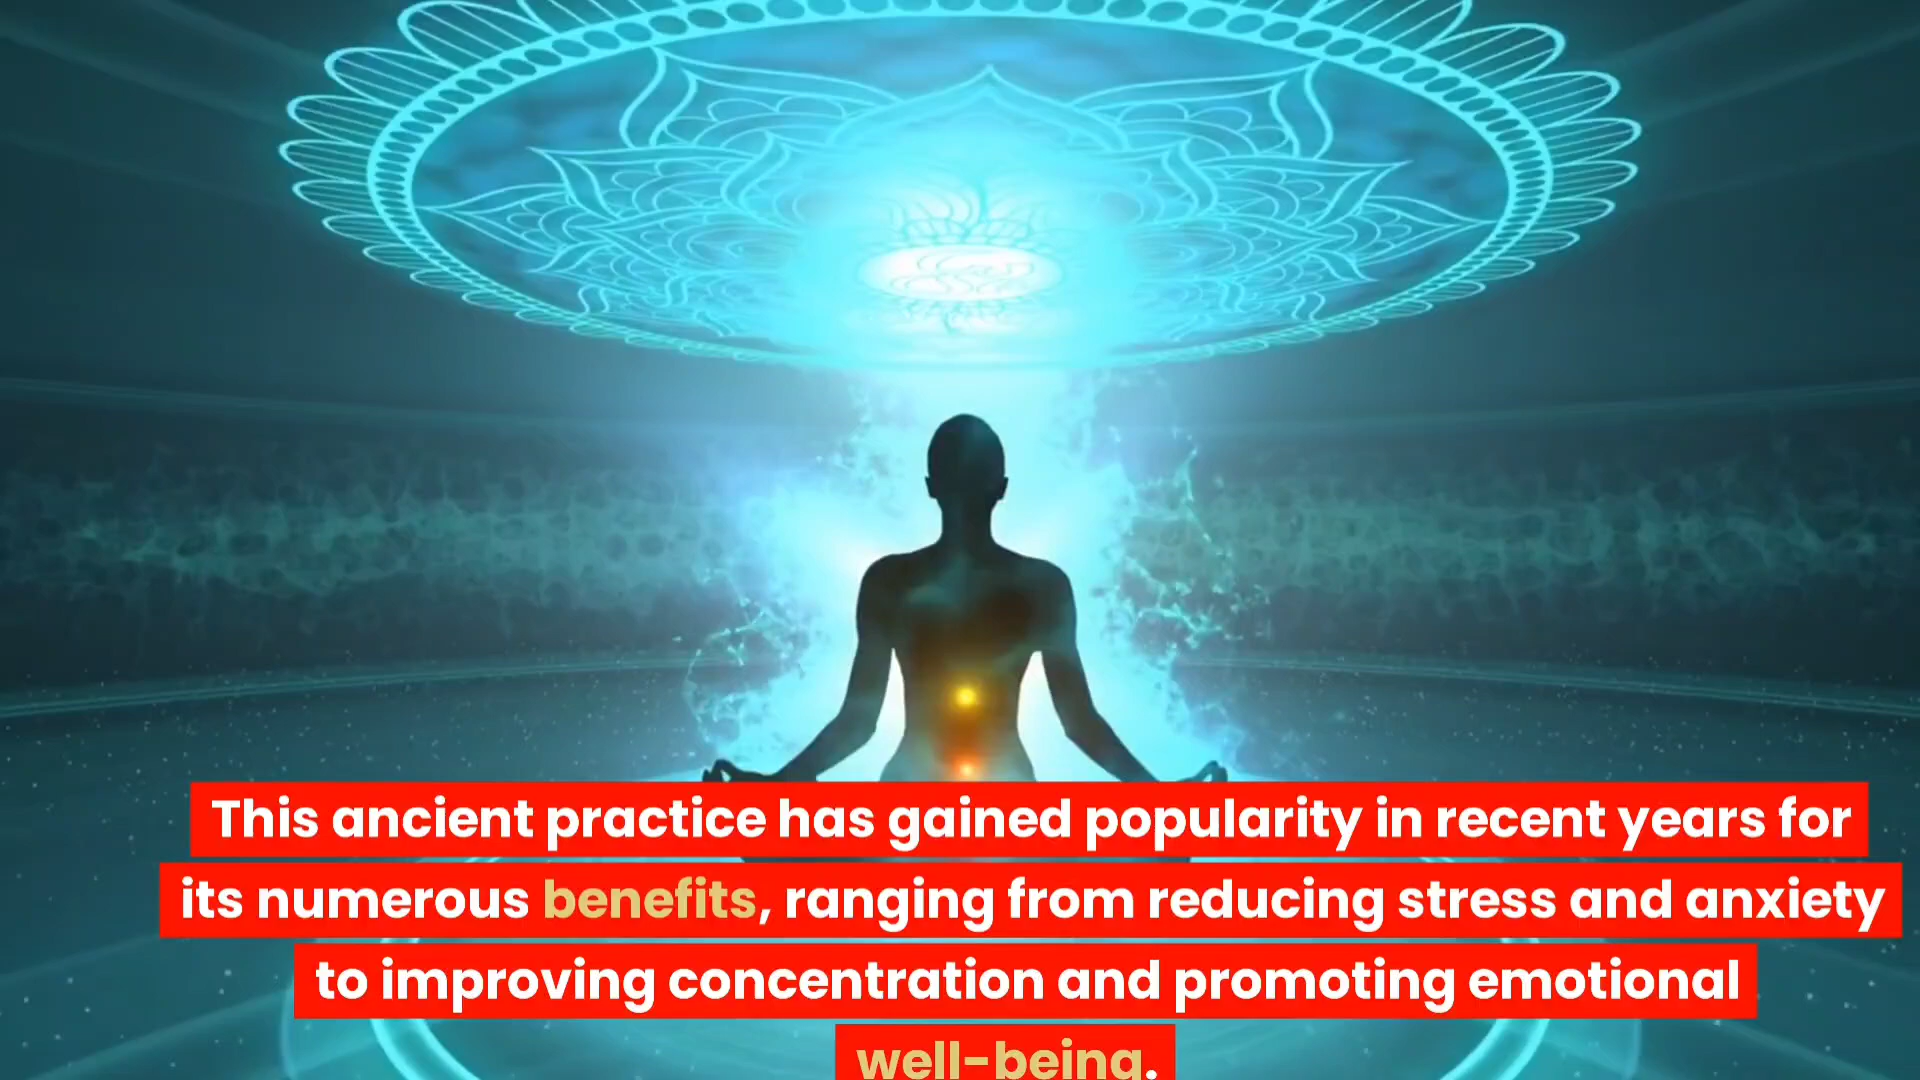 This ancient practice has gained popularity in recent years for
its numerous benefits, ranging from reducing stress and anxiety
to improving concentration and promoting emotional
well-being.